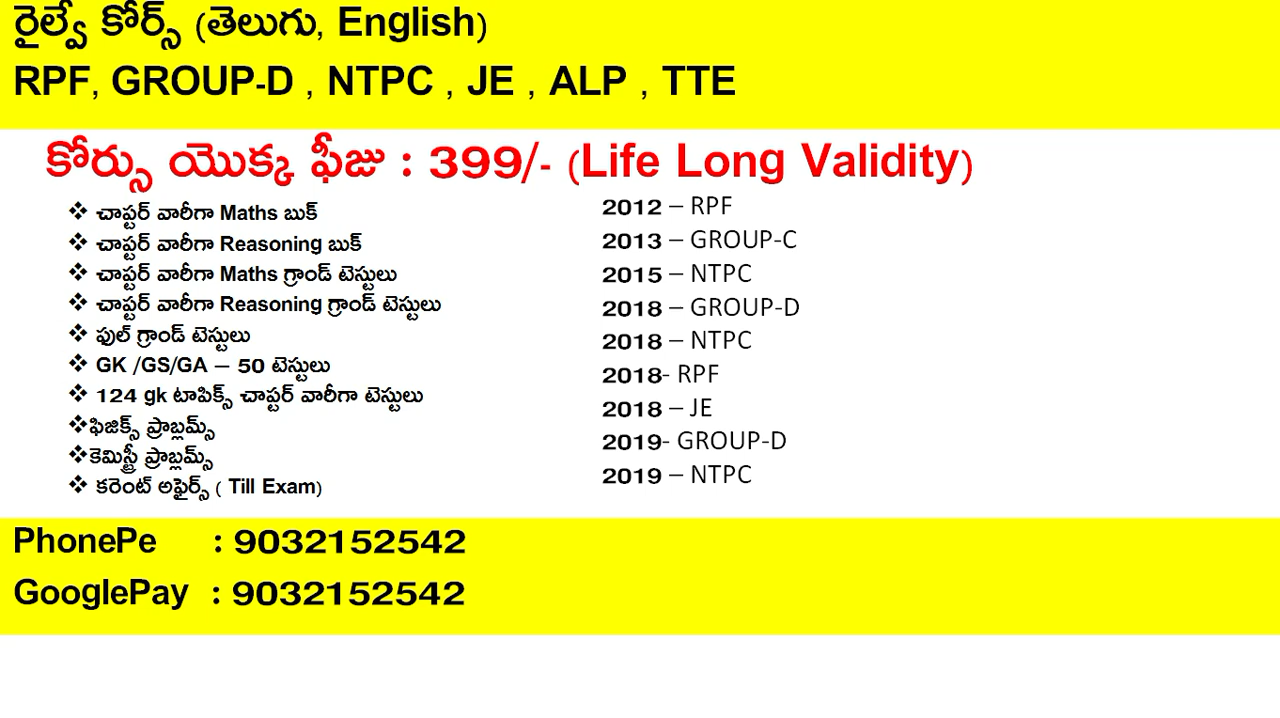 రైల్వే కోర్స్ (తెలుగు, English)
RPF, GROUP-D , NTPC , JE , ALP , TTE
కోర్సు యొక్క ఫీజు : 399/- (Life Long Validity)
❖ చాప్టర్ వారీగా Maths బుక్
❖ చాప్టర్ వారీగా Reasoning బుక్
❖ చాప్టర్ వారీగా Maths గ్రాండ్ టెస్టులు
❖ చాప్టర్ వారీగా Reasoning గ్రాండ్ టెస్టులు
❖ ఫుల్ గ్రాండ్ టెస్టులు
❖ GK /GS/GA – 50 టెస్టులు
❖ 124 gk టాపిక్స్ చాప్టర్ వారీగా టెస్టులు
❖ఫిజిక్స్ ప్రాబ్లమ్స్
❖కెమిస్ట్రీ ప్రాబ్లమ్స్
❖ కరెంట్ అఫైర్స్ ( Till Exam)
2012 – RPF
2013 – GROUP-C
2015 – NTPC
2018 – GROUP-D
2018 – NTPC
2018- RPF
2018 – JE
2019- GROUP-D
2019 – NTPC
PhonePe : 9032152542
GooglePay : 9032152542